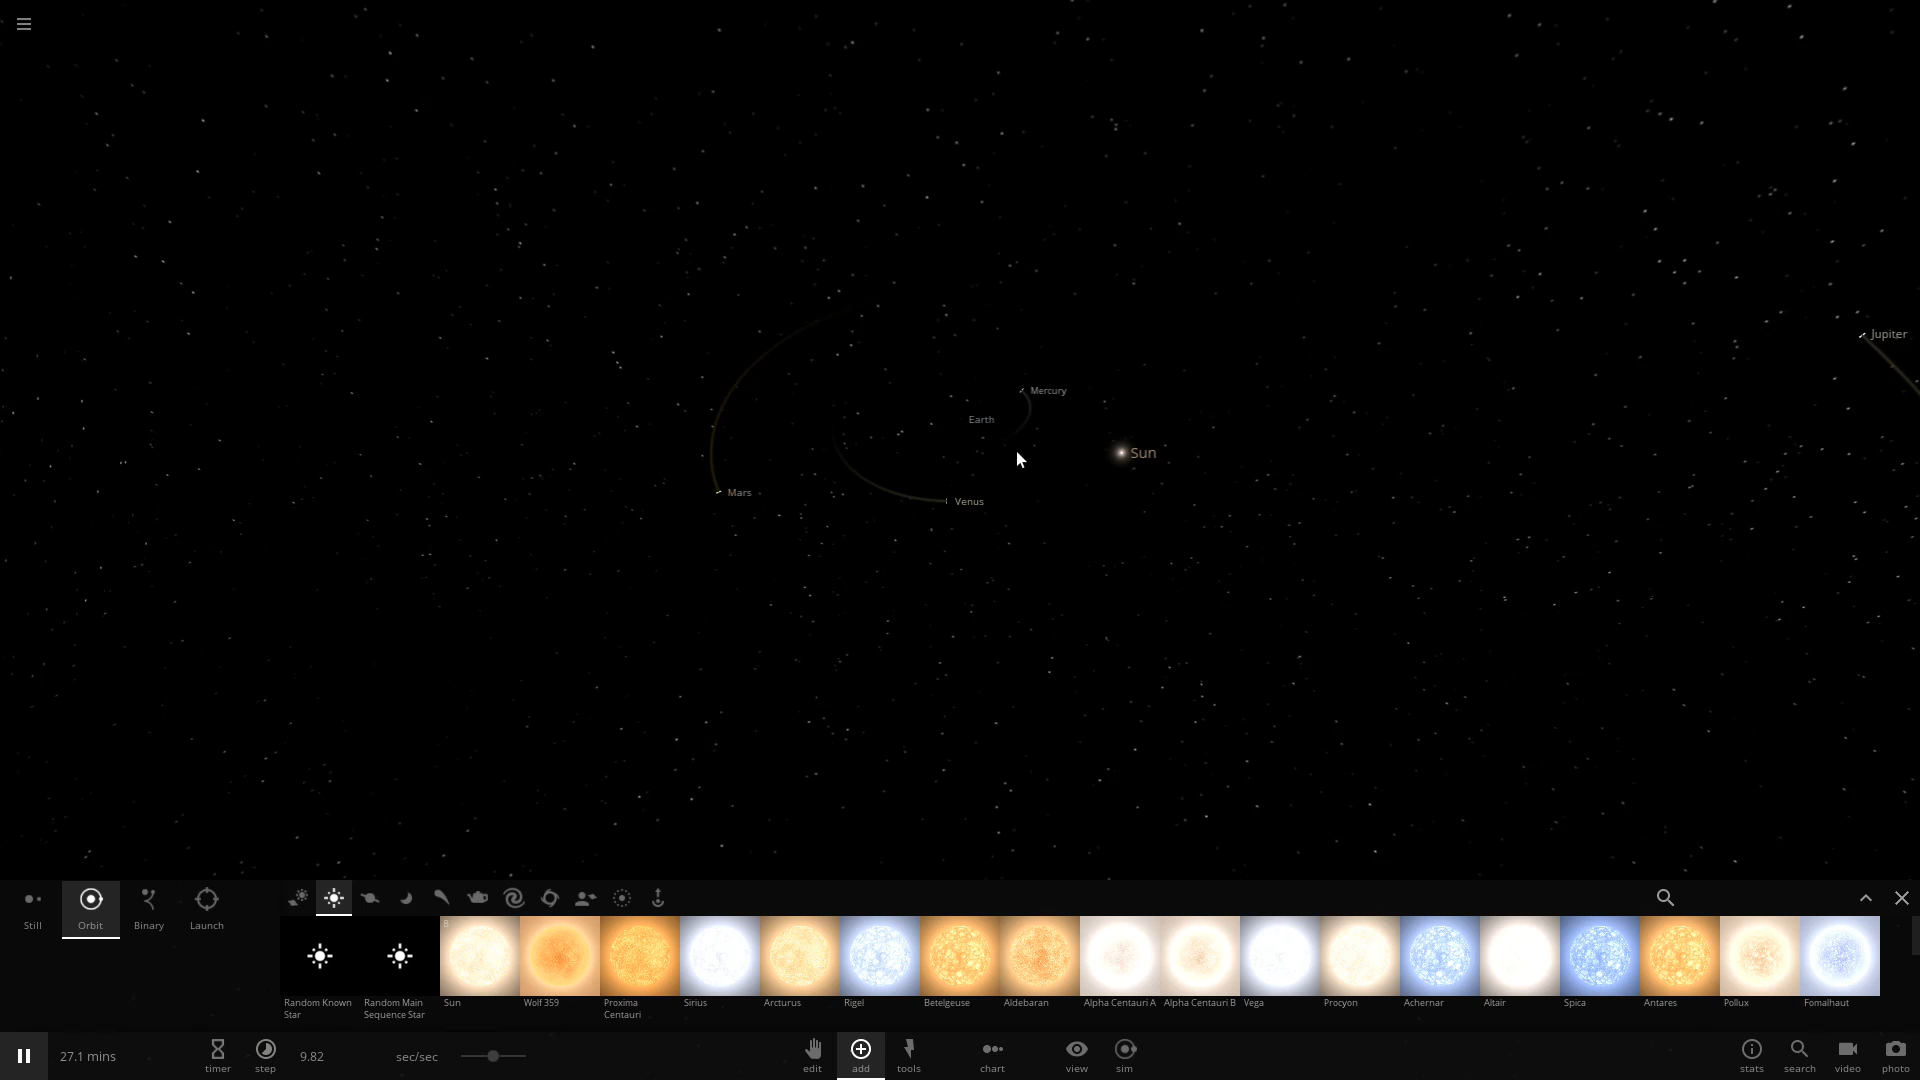 Jupiter
Mercury
Earth
Sun
Mars
Venus
Still
Orbit
Binary
Launch
Random Known
Star
Random Main
Sequence Star
Sun
Wolf 359
Proxima
Centauri
Sirius
Arcturus
Rigel
Betelgeuse
Aldebaran
Alpha Centauri A
Alpha Centauri B
Vega
Procyon
Achernar
Altair
Spica
Antares
Pollux
Fomalhaut
27.1 mins
timer
step
9.82
sec/sec
edit
add
tools
chart
view
sim
stats
search
video
photo